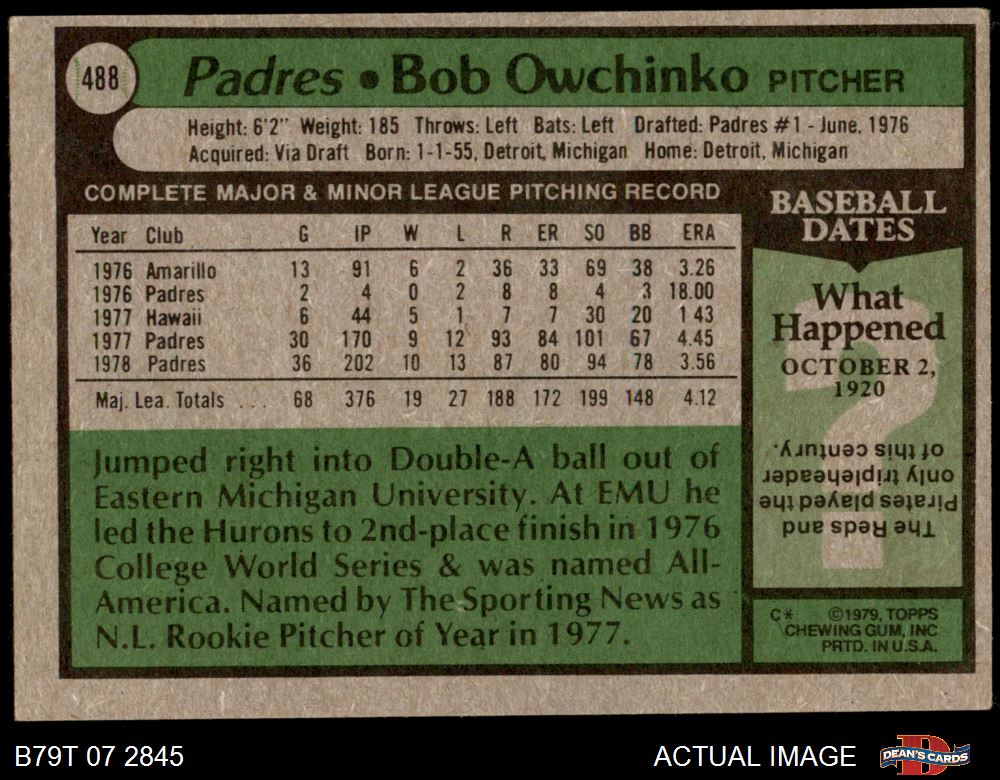 488
Padres • Bob Owchinko PITCHER
Height: 6'2" Weight: 185 Throws: Left Bats: Left Drafted: Padres #1 - June, 1976
Acquired: Via Draft Born: 1-1-55, Detroit, Michigan Home: Detroit, Michigan
COMPLETE MAJOR & MINOR LEAGUE PITCHING RECORD
Year Club G IP W L R ER SO BB ERA
1976 Amarillo 13 91 6 2 36 33 69 38 3.26
1976 Padres 2 4 0 2 8 8 4 3 18.00
1977 Hawaii 6 44 5 1 7 7 30 20 1 43
1977 Padres 30 170 9 12 93 84 101 67 4.45
1978 Padres 36 202 10 13 87 80 94 78 3.56
Maj. Lea. Totals ... 68 376 19 27 188 172 199 148 4.12
Jumped right into Double-A ball out of
Eastern Michigan University. At EMU he
led the Hurons to 2nd-place finish in 1976
College World Series & was named All-
America. Named by The Sporting News as
N.L. Rookie Pitcher of Year in 1977.
BASEBALL
DATES
What
Happened
OCTOBER 2,
1920
?
The Reds and
Pirates played the
only tripleheader
of this century.
C* ©1979, TOPPS
CHEWING GUM, INC
PRTD. IN U.S.A.
B79T 07 2845
ACTUAL IMAGE
D
DEAN'S CARDS